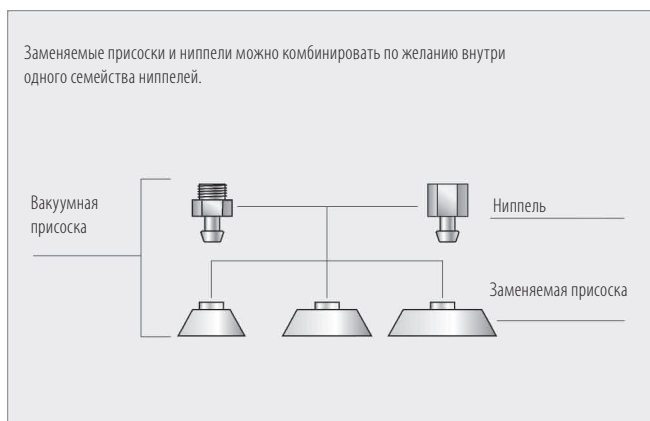 Заменяемые присоски и ниппели можно комбинировать по желанию внутри
одного семейства ниппелей.
Вакуумная
присоска
Ниппель
Заменяемая присоска